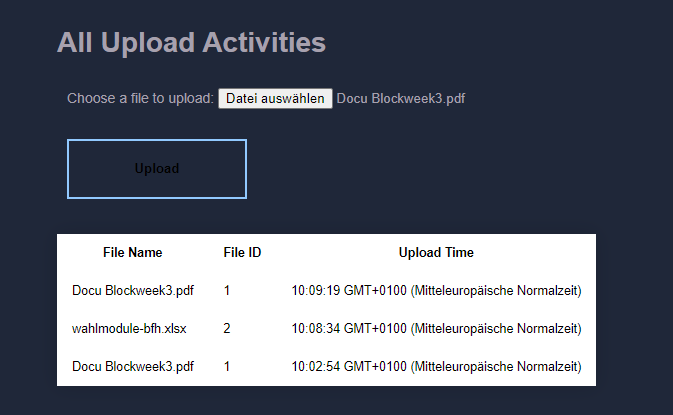 All Upload Activities
Choose a file to upload: Datei auswählen Docu Blockweek3.pdf
Upload
File Name File ID Upload Time
Docu Blockweek3.pdf 1 10:09:19 GMT+0100 (Mitteleuropäische Normalzeit)
wahlmodule-bfh.xlsx 2 10:08:34 GMT+0100 (Mitteleuropäische Normalzeit)
Docu Blockweek3.pdf 1 10:02:54 GMT+0100 (Mitteleuropäische Normalzeit)